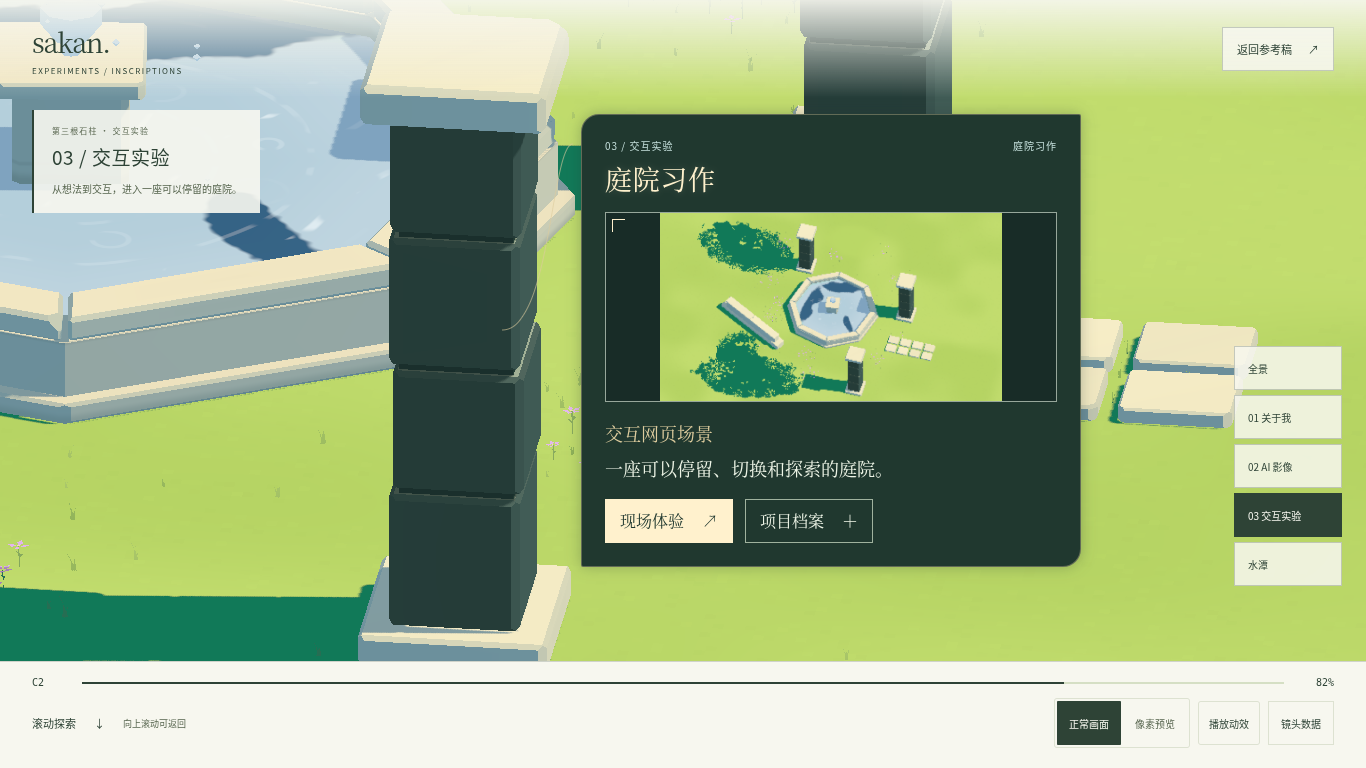 sakan.
EXPERIMENTS / INSCRIPTIONS
返回参考稿 ↗
第三根石柱 · 交互实验
03 / 交互实验
从想法到交互，进入一座可以停留的庭院。
03 / 交互实验
庭院习作
庭院习作
交互网页场景
一座可以停留、切换和探索的庭院。
现场体验 ↗
项目档案 +
全景
01 关于我
02 AI 影像
03 交互实验
水潭
C2
82%
滚动探索 ↓ 向上滚动可返回
正常画面
像素预览
播放动效
镜头数据